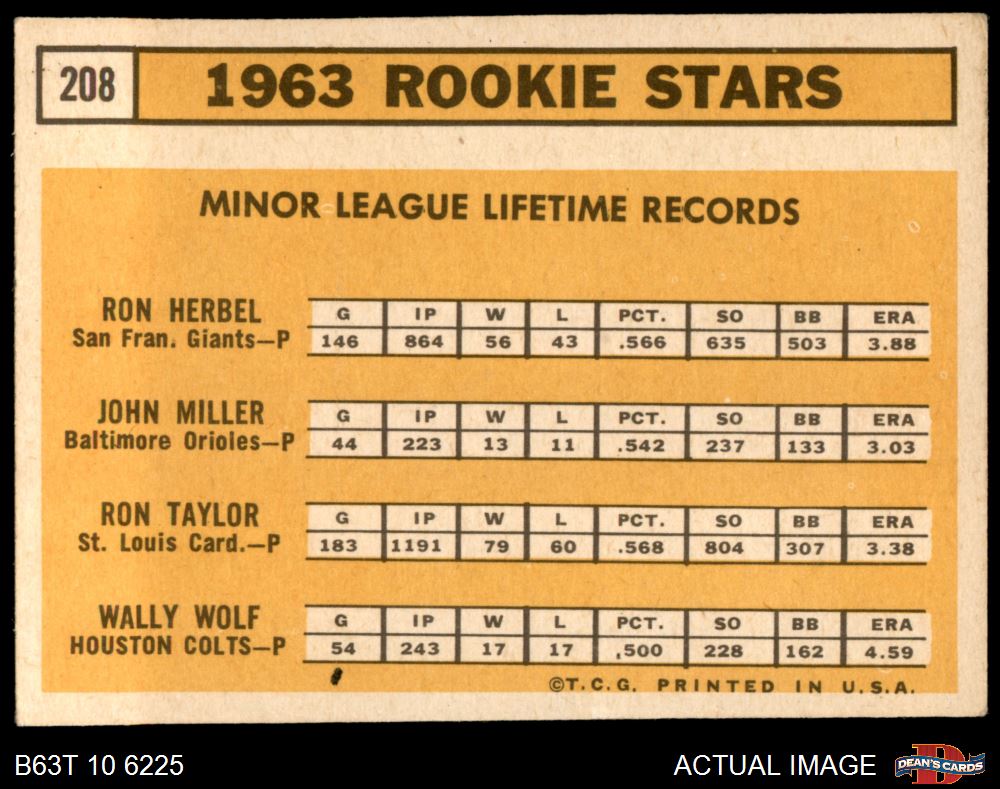 208 1963 ROOKIE STARS
MINOR LEAGUE LIFETIME RECORDS
RON HERBEL G IP W L PCT. SO BB ERA
San Fran. Giants—P 146 864 56 43 .566 635 503 3.88
JOHN MILLER G IP W L PCT. SO BB ERA
Baltimore Orioles—P 44 223 13 11 .542 237 133 3.03
RON TAYLOR G IP W L PCT. SO BB ERA
St. Louis Card.—P 183 1191 79 60 .568 804 307 3.38
WALLY WOLF G IP W L PCT. SO BB ERA
HOUSTON COLTS—P 54 243 17 17 .500 228 162 4.59
©T.C.G. PRINTED IN U.S.A.
B63T 10 6225 ACTUAL IMAGE DEAN'S CARDS